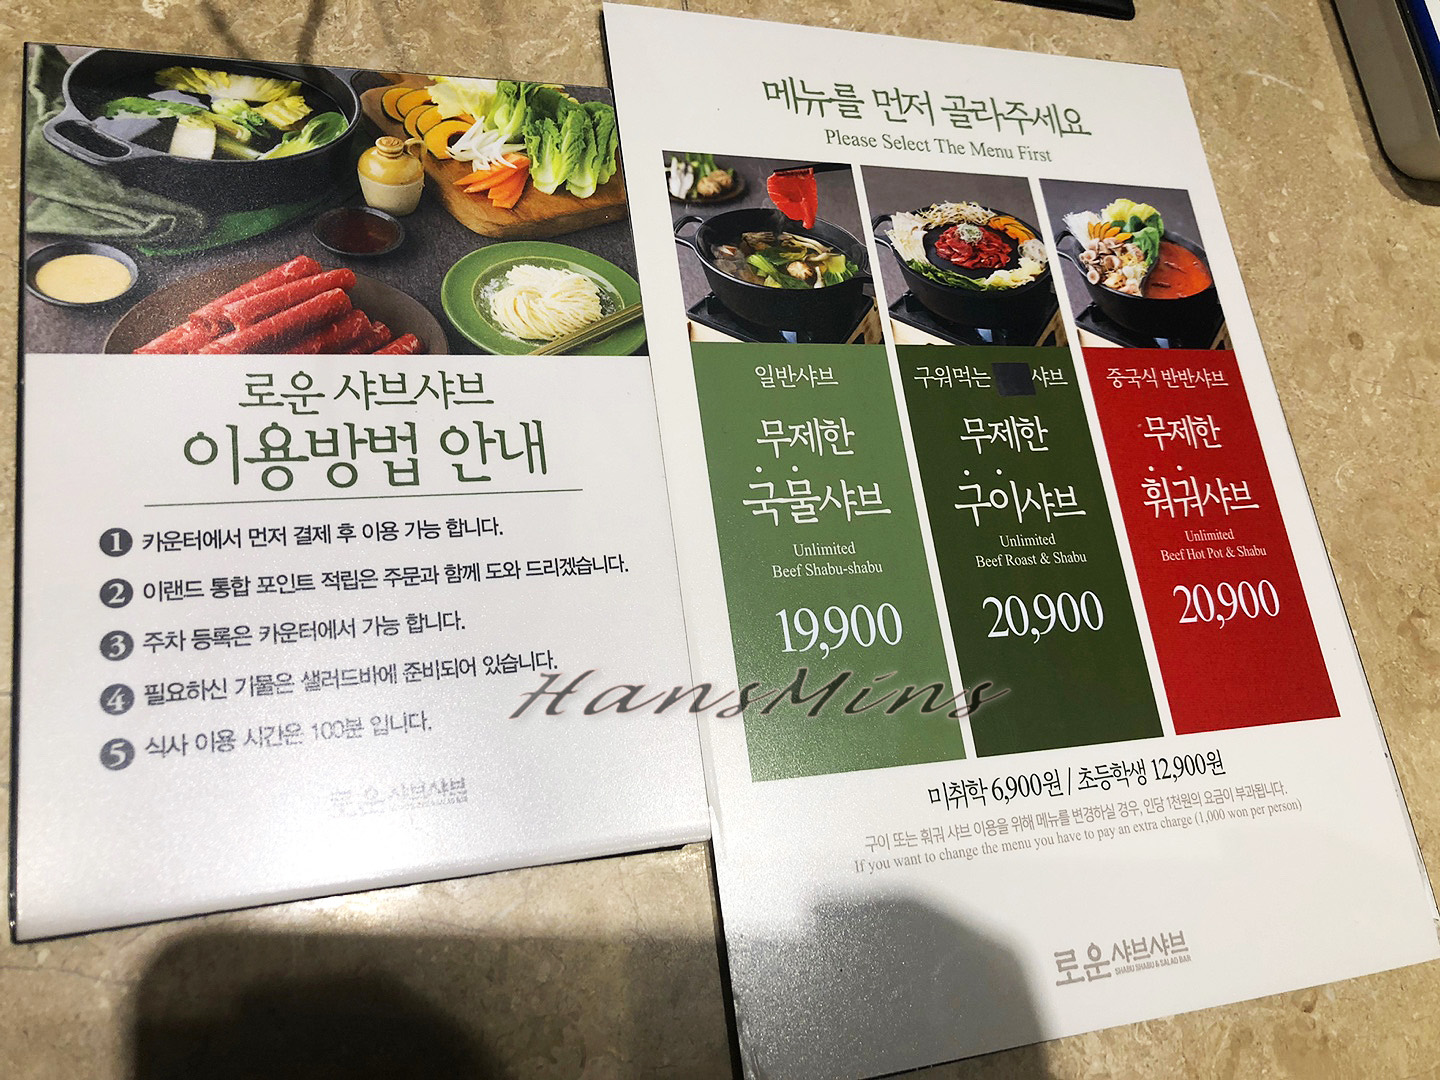 로운 샤브샤브
이용방법 안내
1 카운터에서 먼저 결제 후 이용 가능 합니다.
2 이랜드 통합 포인트 적립은 주문과 함께 도와 드리겠습니다.
3 주차 등록은 카운터에서 가능 합니다.
4 필요하신 기물은 샐러드바에 준비되어 있습니다.
5 식사 이용 시간은 100분 입니다.
로운 샤브샤브
SHABU SHABU & SALAD BAR
메뉴를 먼저 골라주세요
Please Select The Menu First
일반샤브
무제한
국물샤브
Unlimited
Beef Shabu-shabu
19,900
구워먹는 샤브
무제한
구이샤브
Unlimited
Beef Roast & Shabu
20,900
중국식 반반샤브
무제한
훠궈샤브
Unlimited
Beef Hot Pot & Shabu
20,900
미취학 6,900원 / 초등학생 12,900원
구이 또는 훠궈 샤브 이용을 위해 메뉴를 변경하실 경우, 인당 1천원의 요금이 부과됩니다.
If you want to change the menu you have to pay an extra charge (1,000 won per person)
로운 샤브샤브
SHABU SHABU & SALAD BAR
HansMins